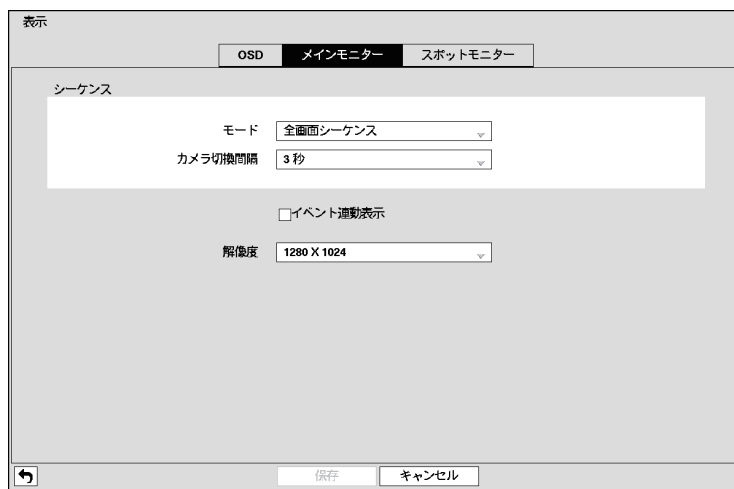 表示
OSD メインモニター スポットモニター
シーケンス
モード 全画面シーケンス
カメラ切換間隔 3 秒
イベント連動表示
解像度 1280 X 1024
保存 キャンセル